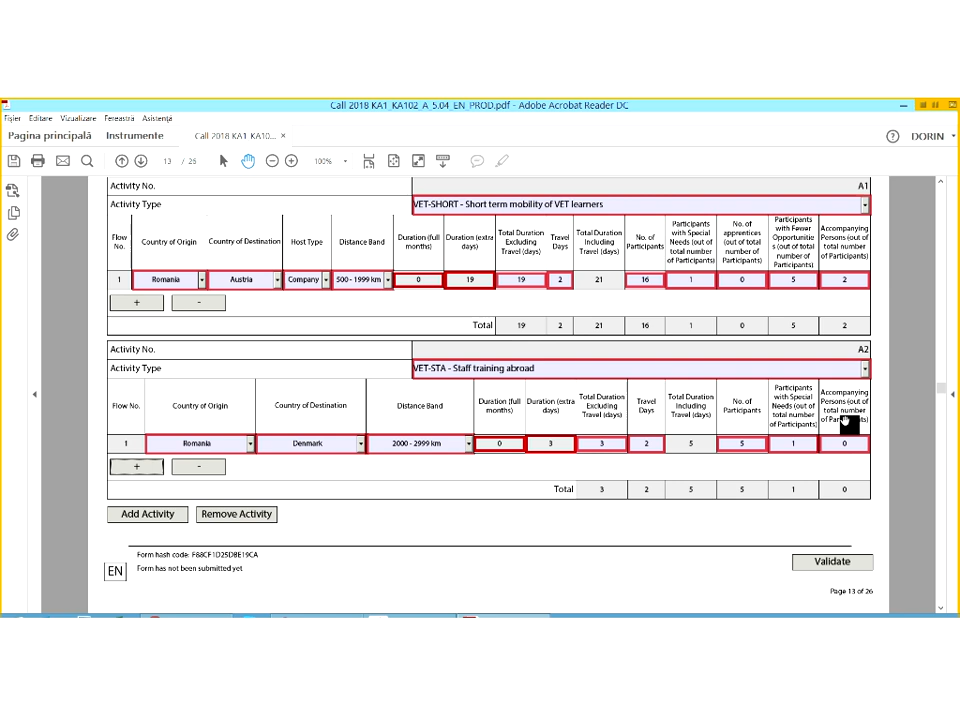 Call 2018 KA1_KA102_A_5.04_EN_PROD.pdf - Adobe Acrobat Reader DC
Fișier Editare Vizualizare Fereastră Asistență
Pagina principală Instrumente Call 2018 KA1_KA10... × DORIN
13 / 26 100%
Activity No. A1
Activity Type VET-SHORT - Short term mobility of VET learners
Flow No. Country of Origin Country of Destination Host Type Distance Band Duration (full months) Duration (extra days) Total Duration Excluding Travel (days) Travel Days Total Duration Including Travel (days) No. of Participants Participants with Special Needs (out of total number of Participants) No. of apprentices (out of total number of Participants) Participants with Fewer Opportunities (out of total number of Participants) Accompanying Persons (out of total number of Participants)
1 Romania Austria Company 500 - 1999 km 0 19 19 2 21 16 1 0 5 2
+ -
Total 19 2 21 16 1 0 5 2
Activity No. A2
Activity Type VET-STA - Staff training abroad
Flow No. Country of Origin Country of Destination Distance Band Duration (full months) Duration (extra days) Total Duration Excluding Travel (days) Travel Days Total Duration Including Travel (days) No. of Participants Participants with Special Needs (out of total number of Participants) Accompanying Persons (out of total number of
1 Romania Denmark 2000 - 2999 km 0 3 3 2 5 5 1 0
+ -
Total 3 2 5 5 1 0
Add Activity Remove Activity
Form hash code: F88CF1D25DBE19CA
EN Form has not been submitted yet
Validate
Page 13 of 26